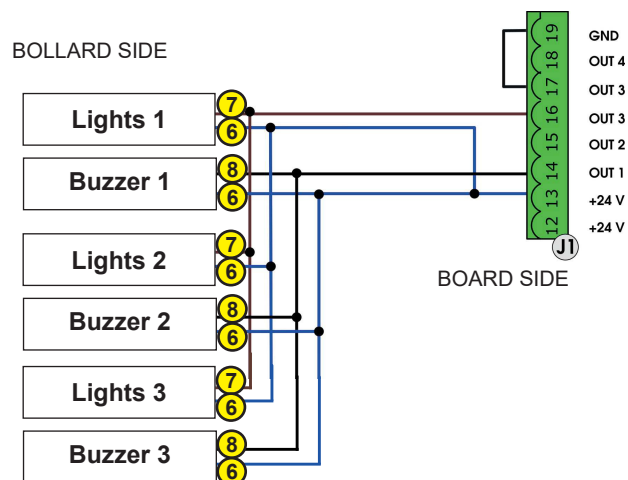 BOLLARD SIDE
Lights 1
7
6
Buzzer 1
8
6
Lights 2
7
6
Buzzer 2
8
6
Lights 3
7
6
Buzzer 3
8
6
19 GND
18 OUT 4
17 OUT 3
16 OUT 3
15 OUT 2
14 OUT 1
13 +24 V
12 +24 V
J1
BOARD SIDE